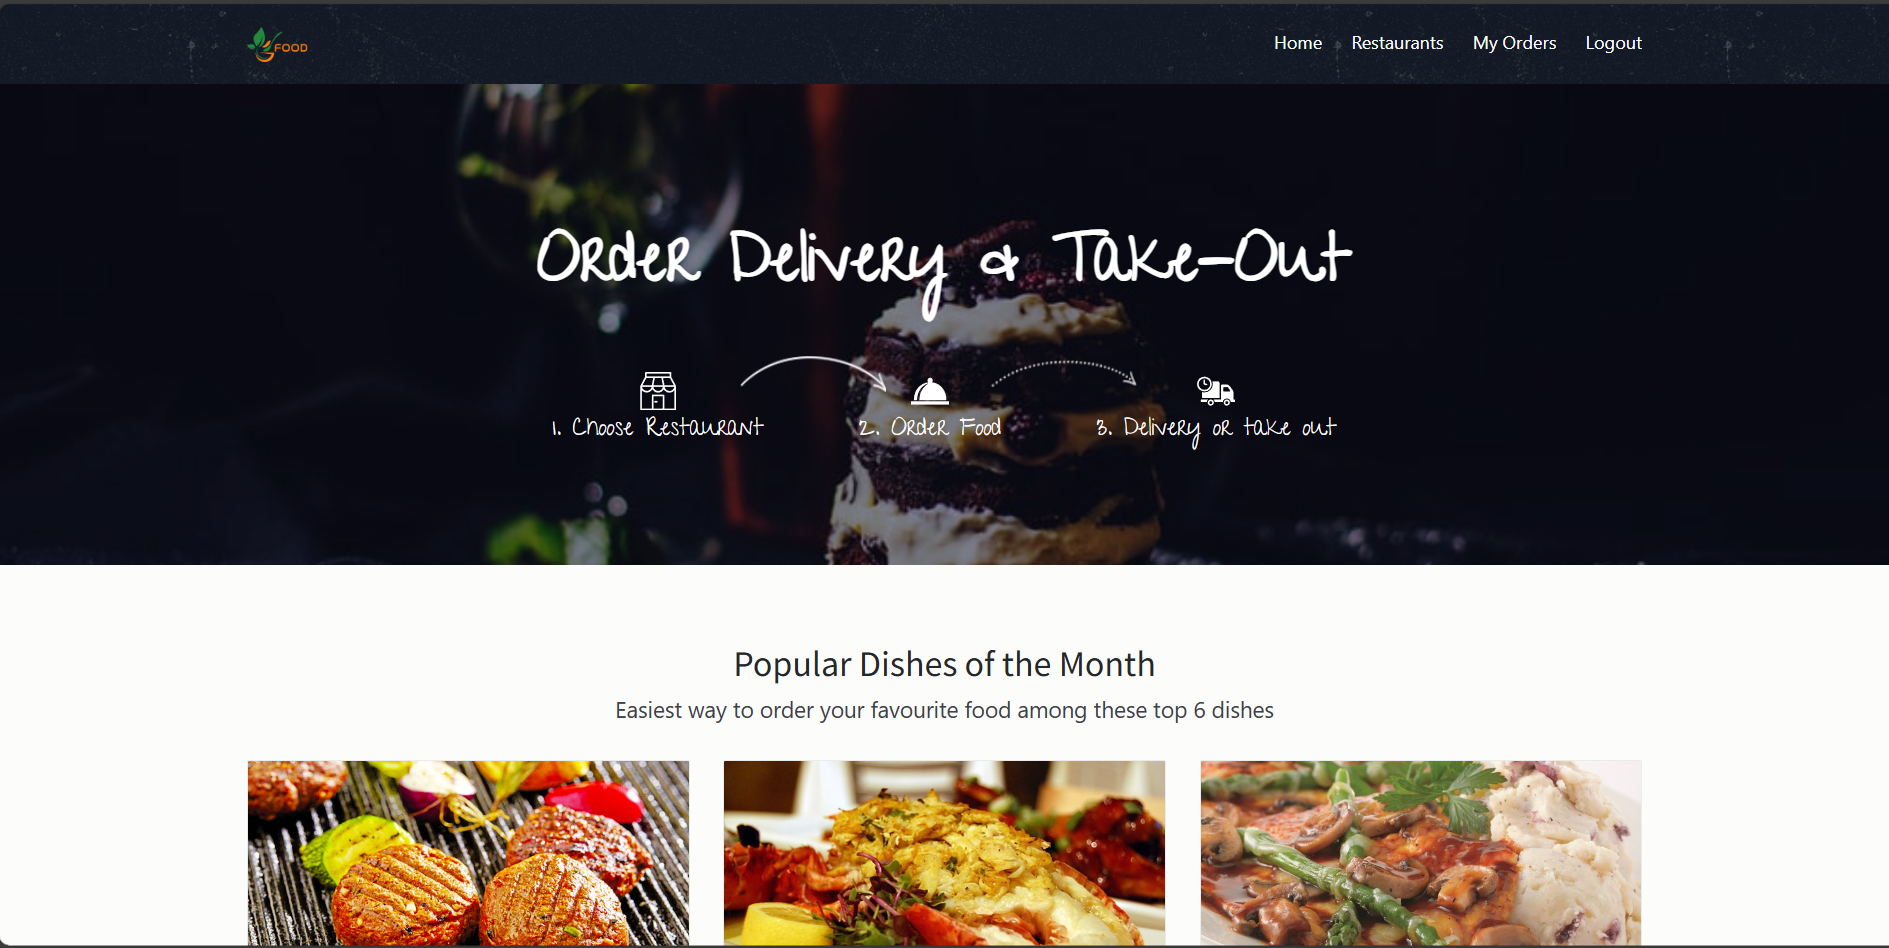 FOOD
Home Restaurants My Orders Logout
Order Delivery & Take-Out
1. Choose Restaurant
2. Order Food
3. Delivery or take out
Popular Dishes of the Month
Easiest way to order your favourite food among these top 6 dishes